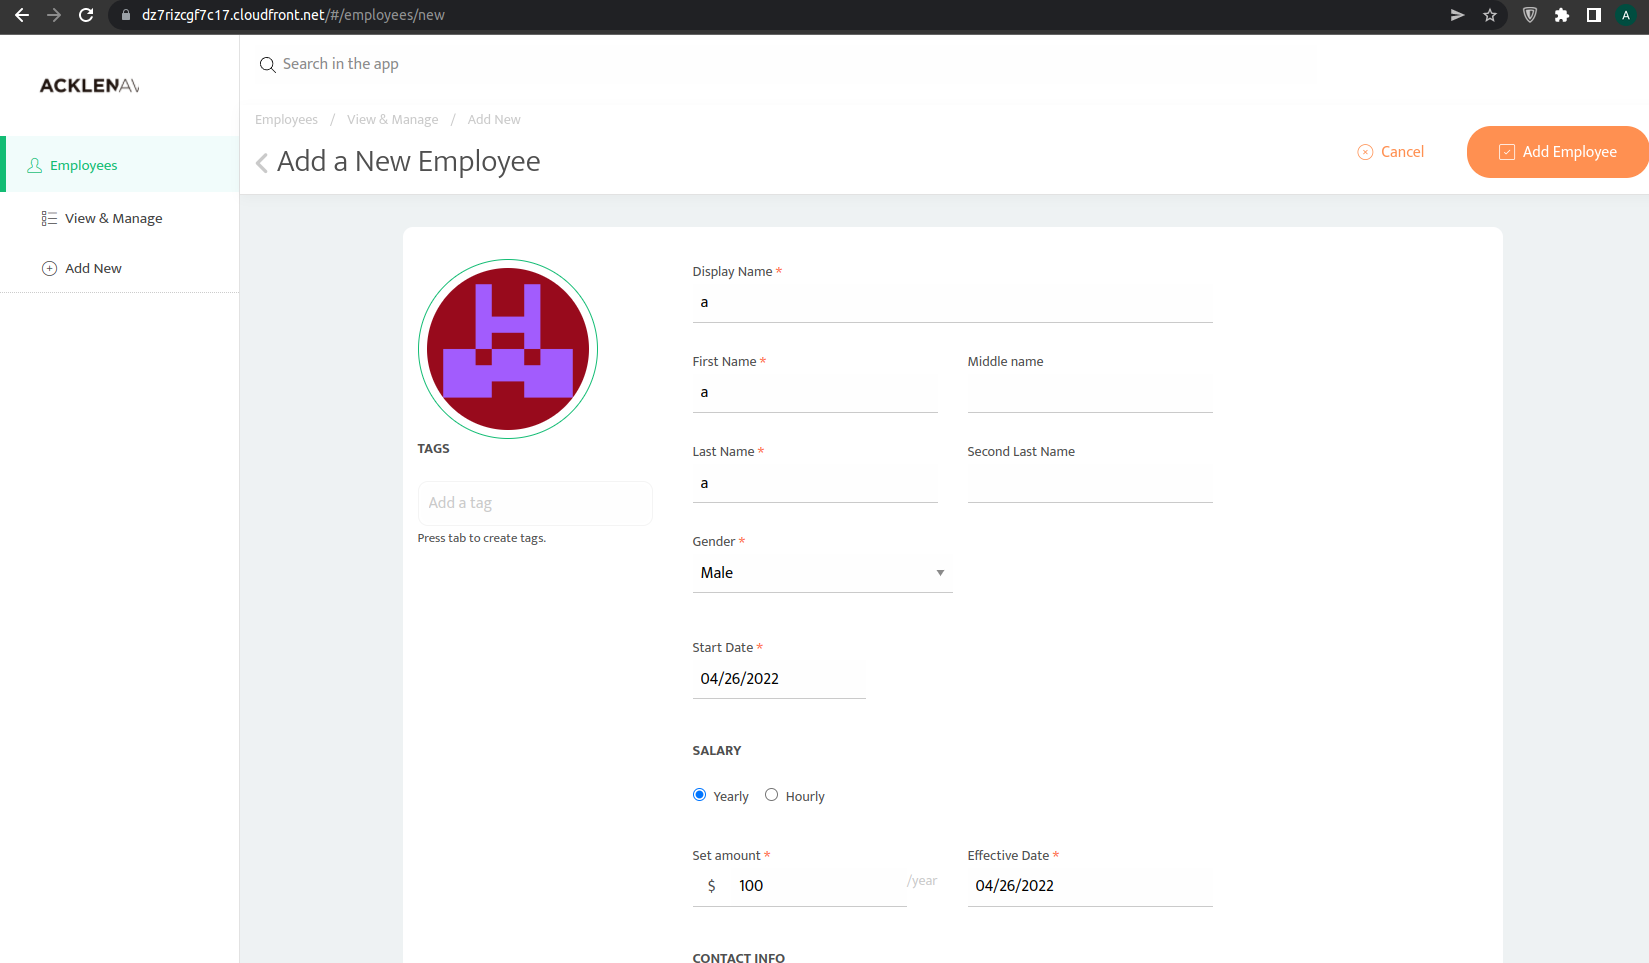 dz7rizcgf7c17.cloudfront.net/#/employees/new
A
ACKLENAV
Search in the app
Employees / View & Manage / Add New
Add a New Employee
Cancel
Add Employee
Employees
View & Manage
Add New
TAGS
Add a tag
Press tab to create tags.
Display Name *
a
First Name *
a
Middle name
Last Name *
a
Second Last Name
Gender *
Male
Start Date *
04/26/2022
SALARY
Yearly Hourly
Set amount *
$ 100 /year
Effective Date *
04/26/2022
CONTACT INFO